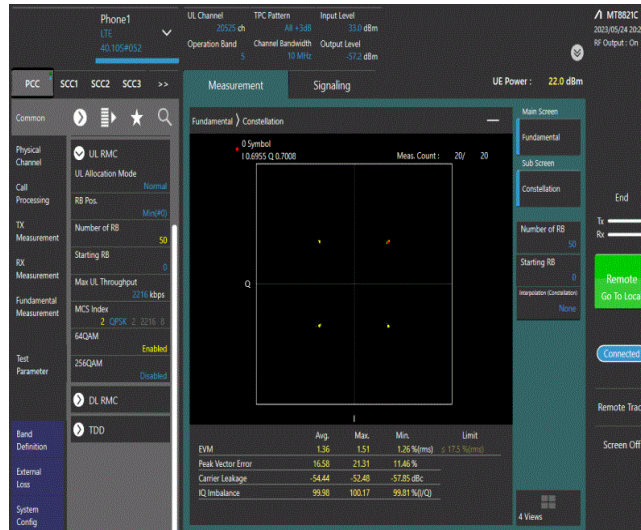 Phone1
LTE
40.105#052
UL Channel
20525 ch
TPC Pattern
All +3dB
Input Level
33.0 dBm
Operation Band
5
Channel Bandwidth
10 MHz
Output Level
-57.2 dBm
MT8821C
2023/05/24 20:2
RF Output : On
PCC SCC1 SCC2 SCC3 >>
Measurement
Signaling
UE Power : 22.0 dBm
Common
Physical
Channel
Call
Processing
TX
Measurement
RX
Measurement
Fundamental
Measurement
Test
Parameter
Band
Definition
External
Loss
System
Config
UL RMC
UL Allocation Mode
Normal
RB Pos.
Min(#0)
Number of RB
50
Starting RB
0
Max UL Throughput
2216 kbps
MCS Index
2 QPSK 2 2216 8
64QAM
Enabled
256QAM
Disabled
DL RMC
TDD
Fundamental 〉 Constellation
0 Symbol
I 0.6955 Q 0.7008
Meas. Count : 20/ 20
Q
I
Avg. Max. Min. Limit
EVM 1.36 1.51 1.26 %(rms) ≤ 17.5 %(rms)
Peak Vector Error 16.58 21.31 11.46 %
Carrier Leakage -54.44 -52.48 -57.85 dBc
IQ Imbalance 99.98 100.17 99.81 %(I/Q)
Main Screen
Fundamental
Sub Screen
Constellation
Number of RB
50
Starting RB
0
Interpolation (Constellation)
None
4 Views
End
Tx
Rx
Remote
Go To Loca
Connected
Remote Trac
Screen Off